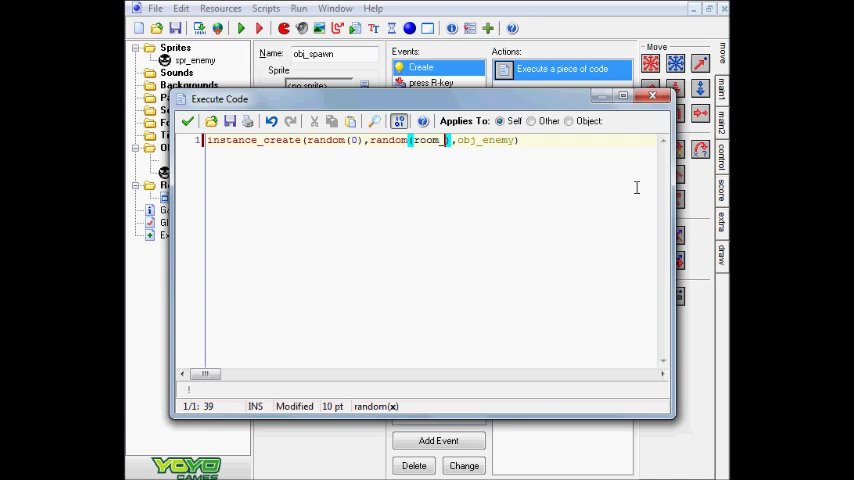 File Edit Resources Scripts Run Window Help
Sprites
spr_enemy
Sounds
Backgrounds
Name: obj_spawn
Sprite
<no sprite>
Events:
Create
press R-key
Actions:
Execute a piece of code
Move
move
main1
main2
control
score
extra
draw
Execute Code
Applies To: Self Other Object:
1 instance_create(random(0),random(room_),obj_enemy)
1/1: 39 INS Modified 10 pt random(x)
Add Event
Delete Change
YOYO
GAMES